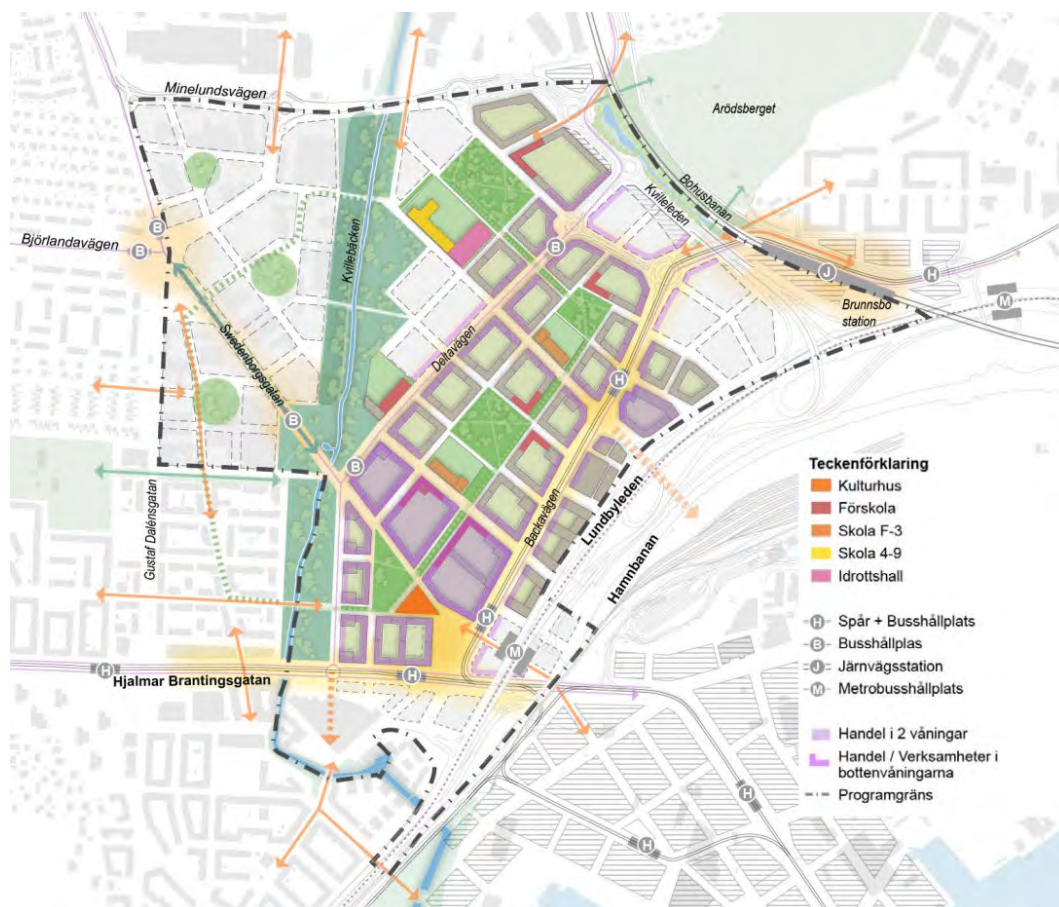 Minelundsvägen
Arödsberget
Bohusbanan
Kvilleleden
Björlandavägen
B
B
Kvillebäcken
B
J
H
M
Brunnsbo
station
Swedenborgsgatan
Deltavägen
H
B
B
Gustaf Dalénsgatan
Backavägen
Lundbyleden
Hamnbanan
H
M
H
H
Hjalmar Brantingsgatan
H
H
Teckenförklaring
Kulturhus
Förskola
Skola F-3
Skola 4-9
Idrottshall
H Spår + Busshållplats
B Busshållplas
J Järnvägsstation
M Metrobusshållplats
Handel i 2 våningar
Handel / Verksamheter i
bottenvåningarna
Programgräns